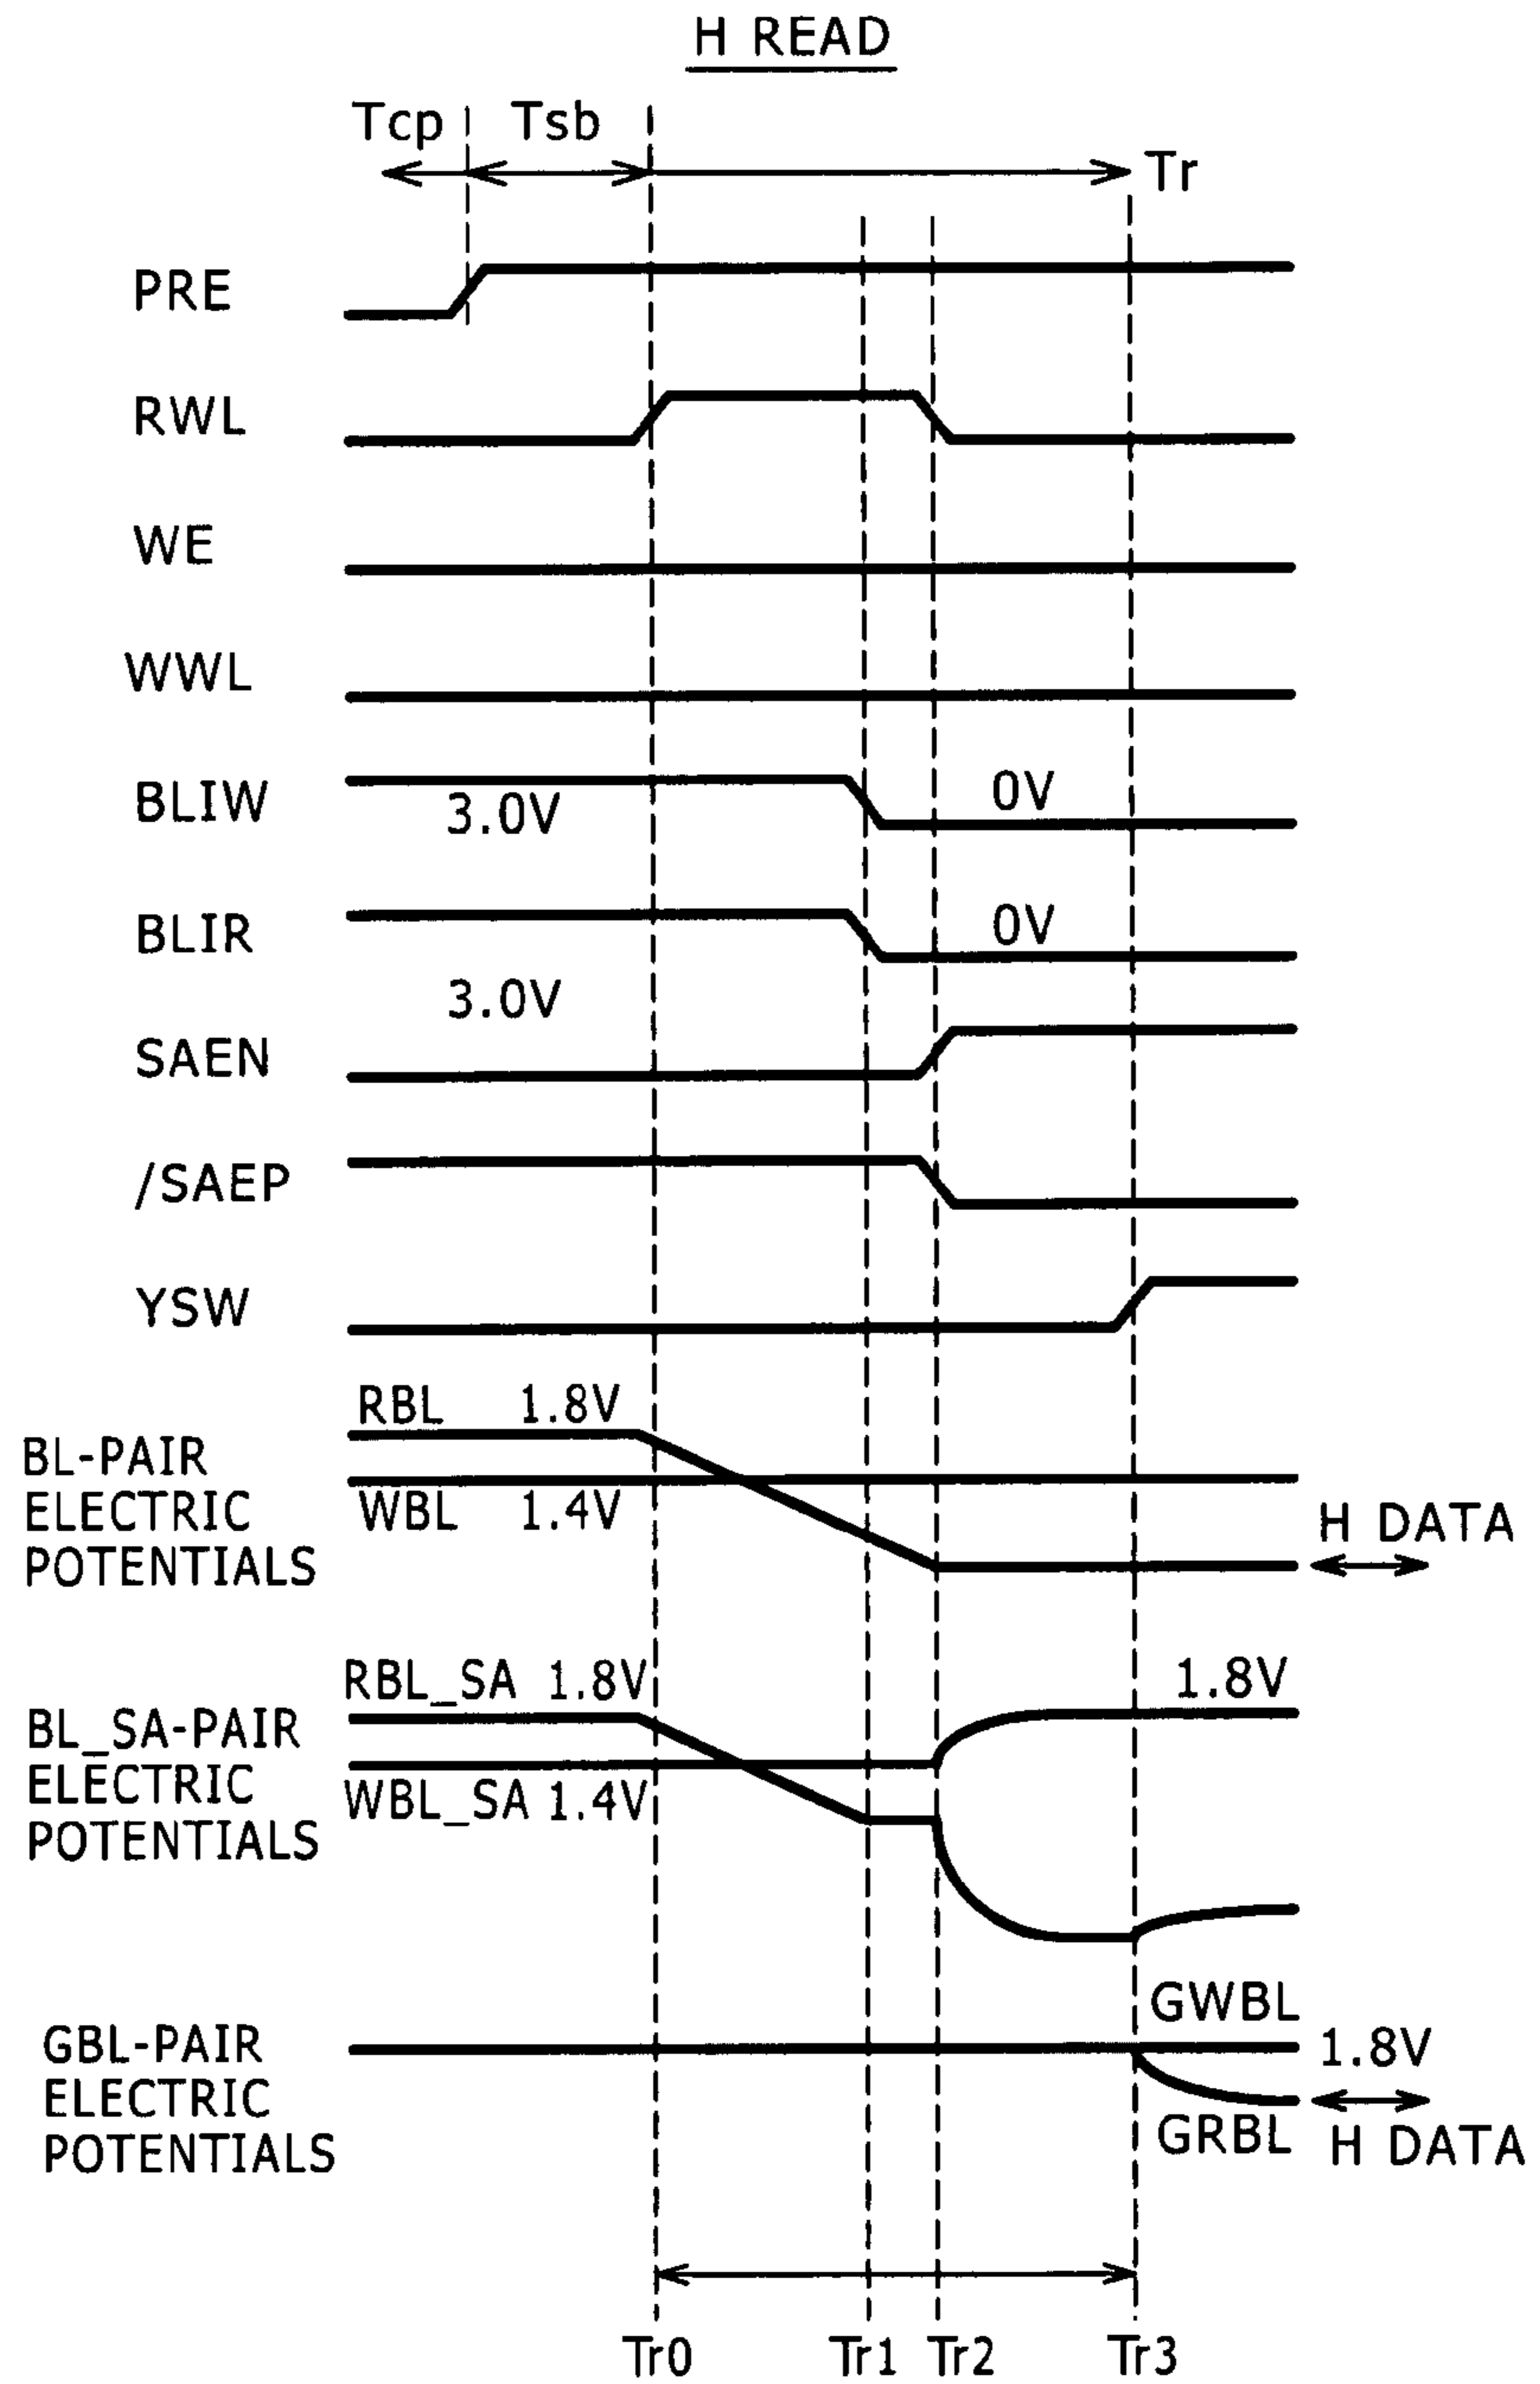 H READ
Tcp Tsb
Tr
PRE
RWL
WE
WWL
BLIW 3.0V 0V
BLIR 0V
3.0V
SAEN
/SAEP
YSW
RBL 1.8V
BL-PAIR
ELECTRIC
POTENTIALS
WBL 1.4V
H DATA
RBL_SA 1.8V 1.8V
BL_SA-PAIR
ELECTRIC
POTENTIALS
WBL_SA 1.4V
GWBL
GBL-PAIR
ELECTRIC
POTENTIALS
1.8V
GRBL H DATA
Tr0 Tr1 Tr2 Tr3